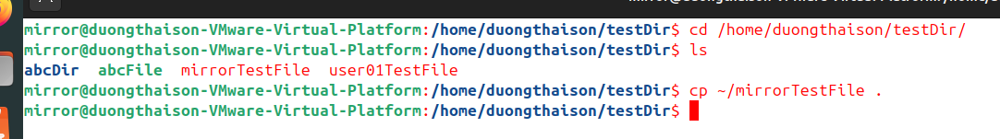 mirror@duongthaison-VMware-Virtual-Platform:/home/duongthaison/testDir$ cd /home/duongthaison/testDir/
mirror@duongthaison-VMware-Virtual-Platform:/home/duongthaison/testDir$ ls
abcDir abcFile mirrorTestFile user01TestFile
mirror@duongthaison-VMware-Virtual-Platform:/home/duongthaison/testDir$ cp ~/mirrorTestFile .
mirror@duongthaison-VMware-Virtual-Platform:/home/duongthaison/testDir$